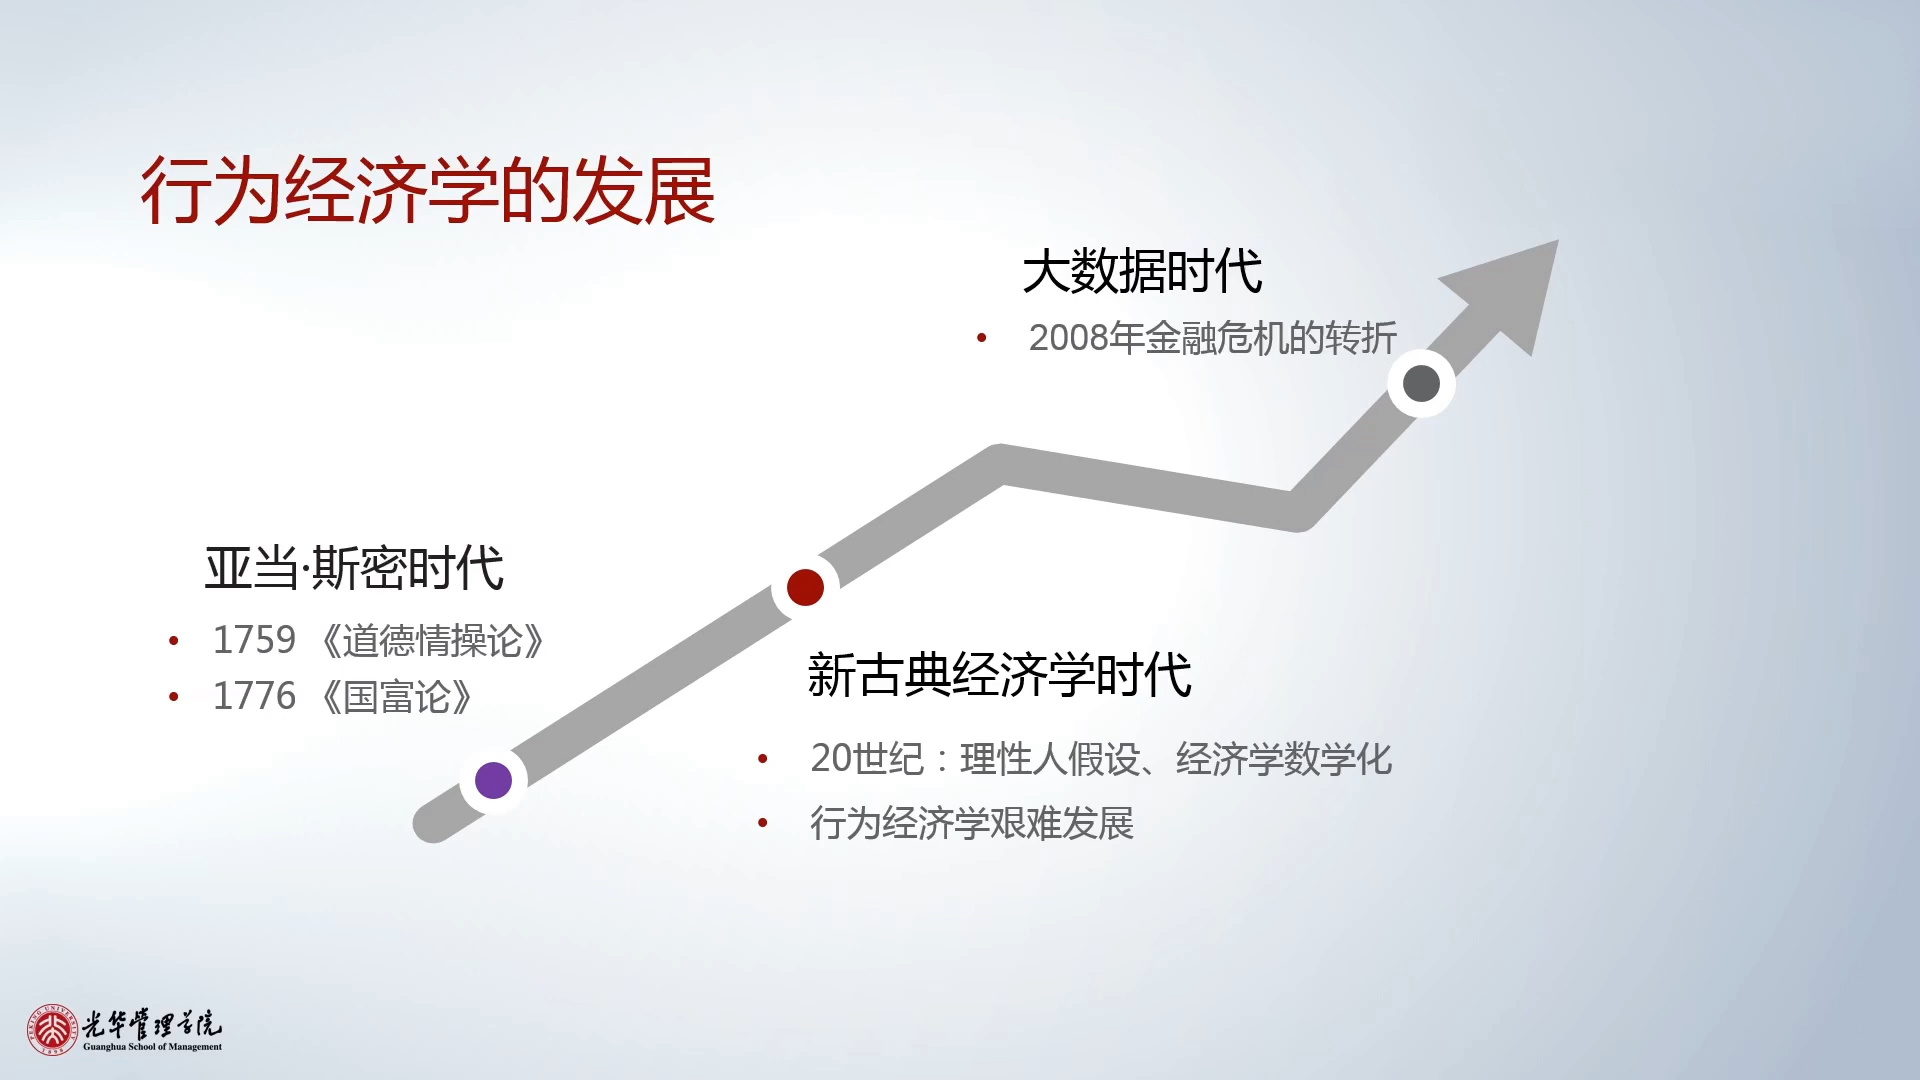 行为经济学的发展
大数据时代
• 2008年金融危机的转折
亚当·斯密时代
• 1759 《道德情操论》
• 1776 《国富论》
新古典经济学时代
• 20世纪：理性人假设、经济学数学化
• 行为经济学艰难发展
PEKING UNIVERSITY
1898
光华管理学院
Guanghua School of Management